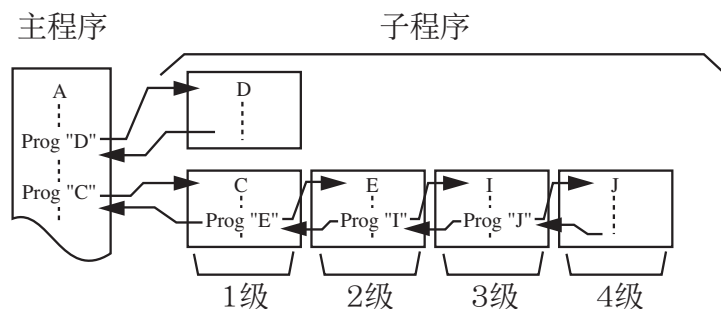 主程序
子程序
A
Prog "D"
Prog "C"
D
C
Prog "E"
E
Prog "I"
I
Prog "J"
J
1级
2级
3级
4级